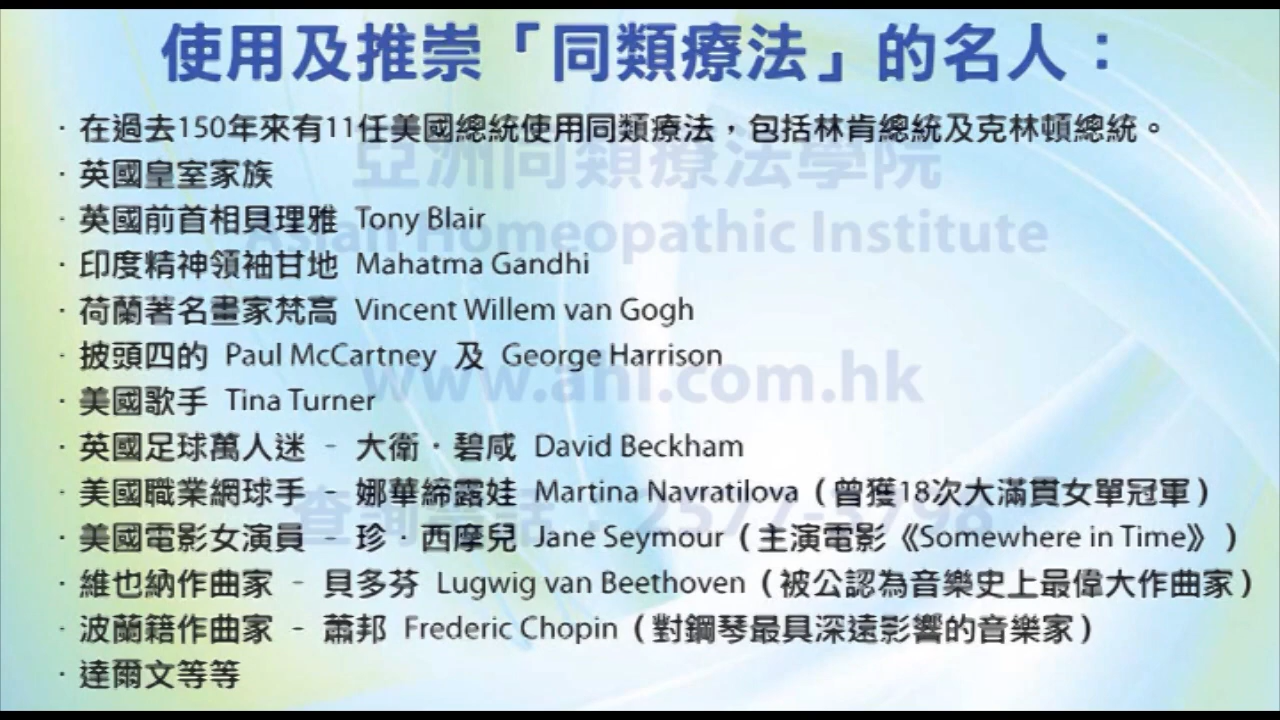 使用及推崇「同類療法」的名人：
· 在過去150年來有11任美國總統使用同類療法，包括林肯總統及克林頓總統。
亞洲同類療法學院
· 英國皇室家族
· 英國前首相貝理雅 Tony Blair
Asian Homeopathic Institute
· 印度精神領袖甘地 Mahatma Gandhi
· 荷蘭著名畫家梵高 Vincent Willem van Gogh
· 披頭四的 Paul McCartney 及 George Harrison
www.ahi.com.hk
· 美國歌手 Tina Turner
· 英國足球萬人迷 – 大衛·碧咸 David Beckham
· 美國職業網球手 – 娜華締露娃 Martina Navratilova（曾獲18次大滿貫女單冠軍）
查詢電話：2577-3798
· 美國電影女演員 – 珍·西摩兒 Jane Seymour（主演電影《Somewhere in Time》）
· 維也納作曲家 – 貝多芬 Lugwig van Beethoven（被公認為音樂史上最偉大作曲家）
· 波蘭籍作曲家 – 蕭邦 Frederic Chopin（對鋼琴最具深遠影響的音樂家）
· 達爾文等等